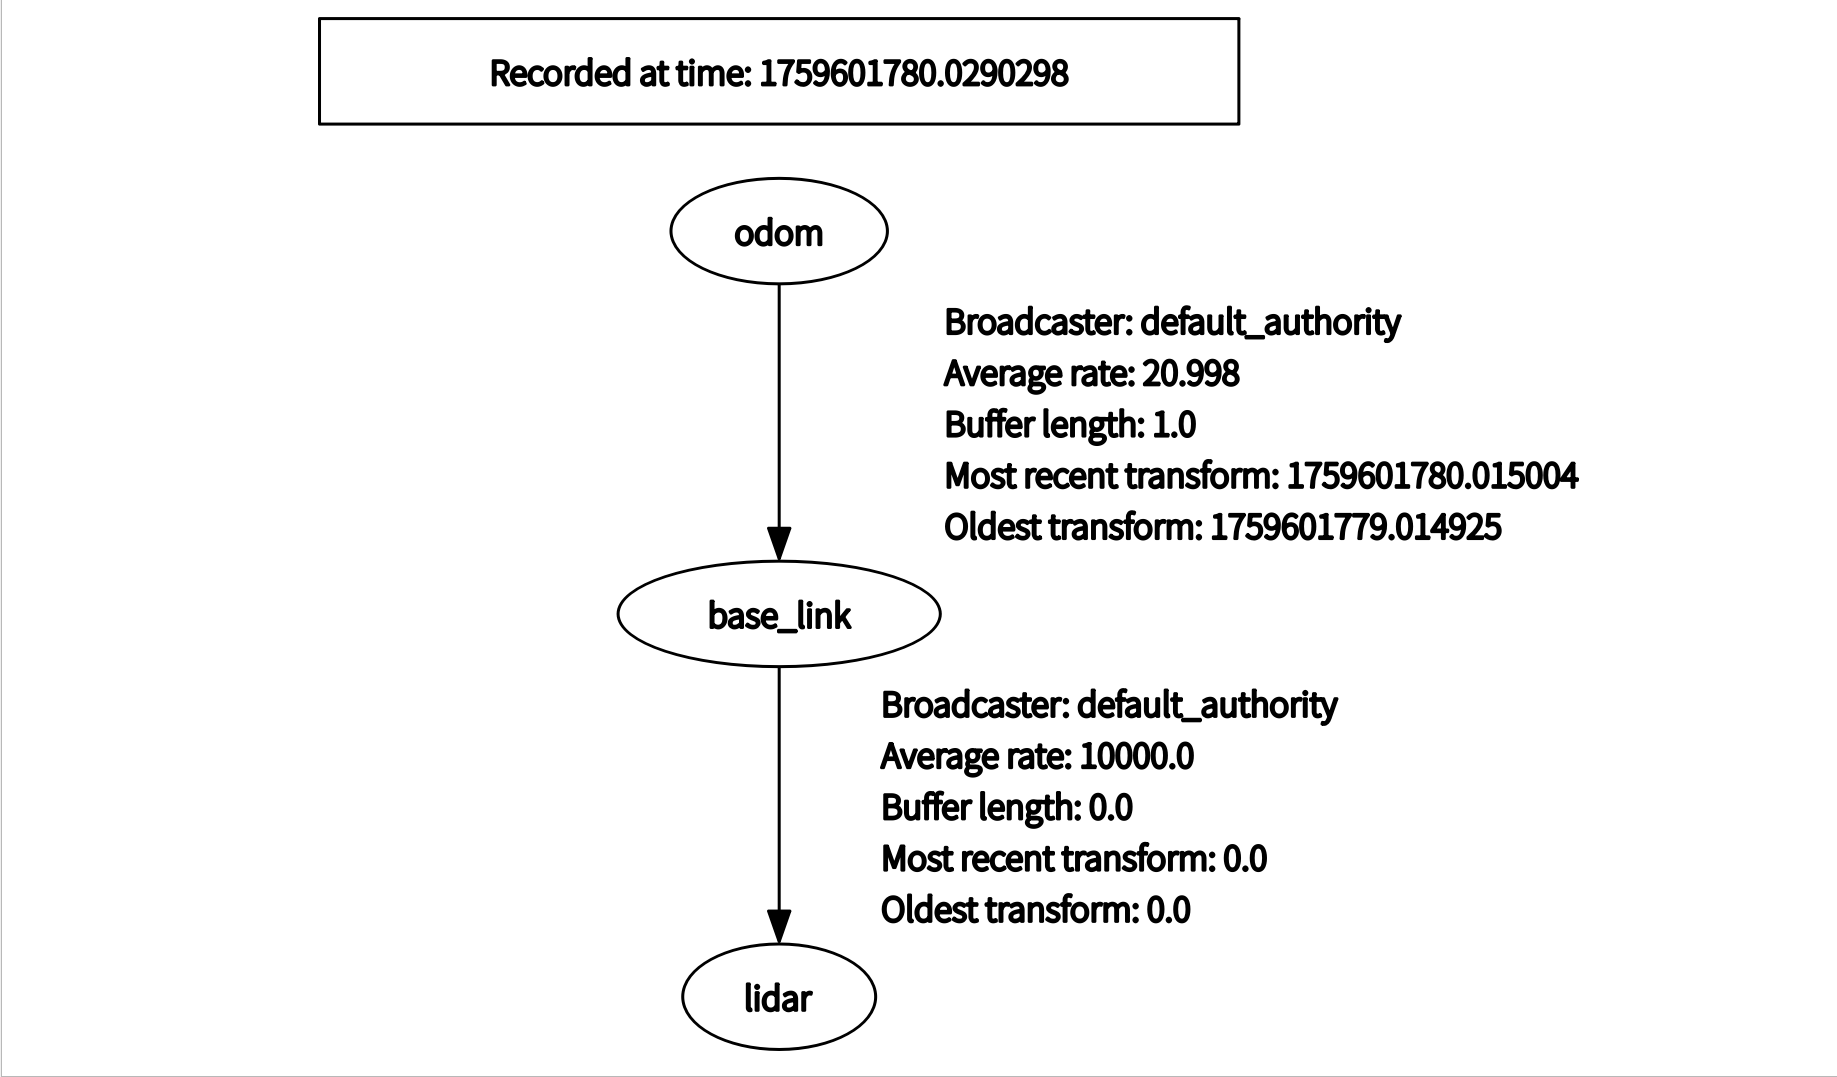 Recorded at time: 1759601780.0290298
odom
Broadcaster: default_authority
Average rate: 20.998
Buffer length: 1.0
Most recent transform: 1759601780.015004
Oldest transform: 1759601779.014925
base_link
Broadcaster: default_authority
Average rate: 10000.0
Buffer length: 0.0
Most recent transform: 0.0
Oldest transform: 0.0
lidar